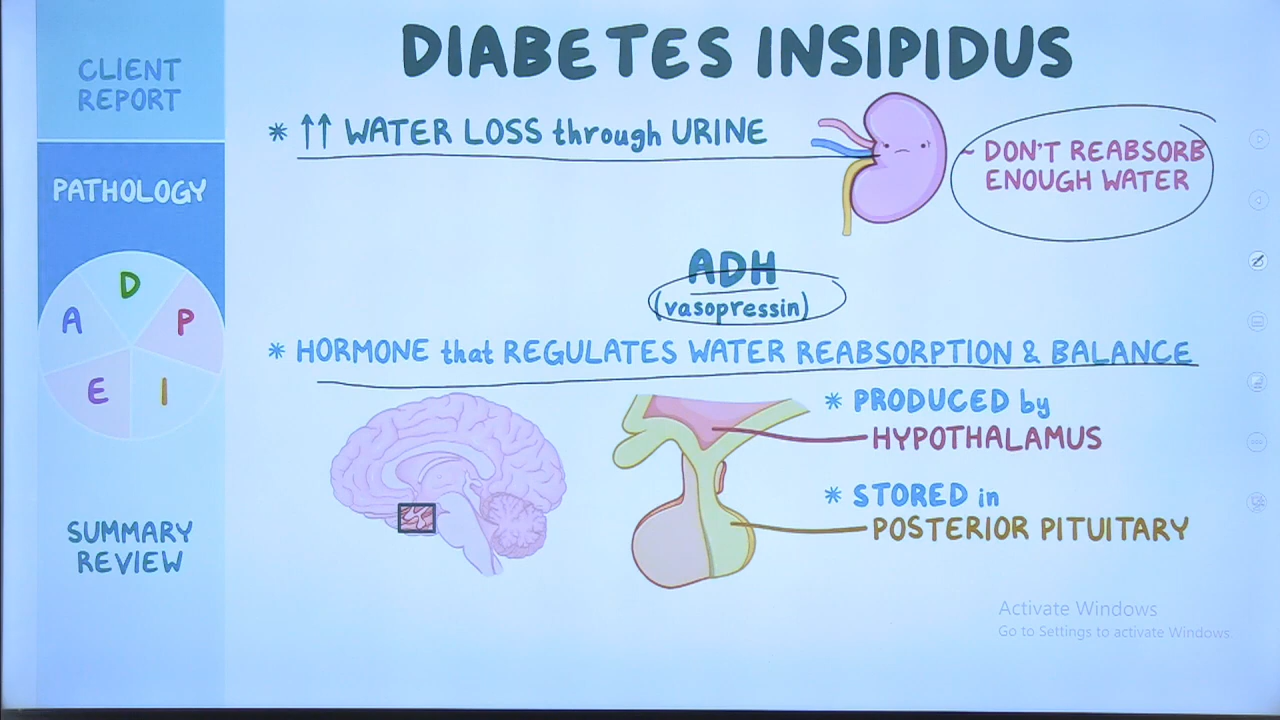 CLIENT
REPORT
PATHOLOGY
D
A
P
E
I
SUMMARY
REVIEW
DIABETES INSIPIDUS
* ↑↑ WATER LOSS through URINE
~ DON'T REABSORB
ENOUGH WATER
ADH
(vasopressin)
* HORMONE that REGULATES WATER REABSORPTION & BALANCE
* PRODUCED by
HYPOTHALAMUS
* STORED in
POSTERIOR PITUITARY
Activate Windows
Go to Settings to activate Windows.